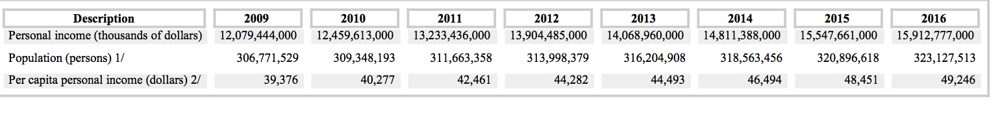 Description 2009 2010 2011 2012 2013 2014 2015 2016
Personal income (thousands of dollars) 12,079,444,000 12,459,613,000 13,233,436,000 13,904,485,000 14,068,960,000 14,811,388,000 15,547,661,000 15,912,777,000
Population (persons) 1/ 306,771,529 309,348,193 311,663,358 313,998,379 316,204,908 318,563,456 320,896,618 323,127,513
Per capita personal income (dollars) 2/ 39,376 40,277 42,461 44,282 44,493 46,494 48,451 49,246